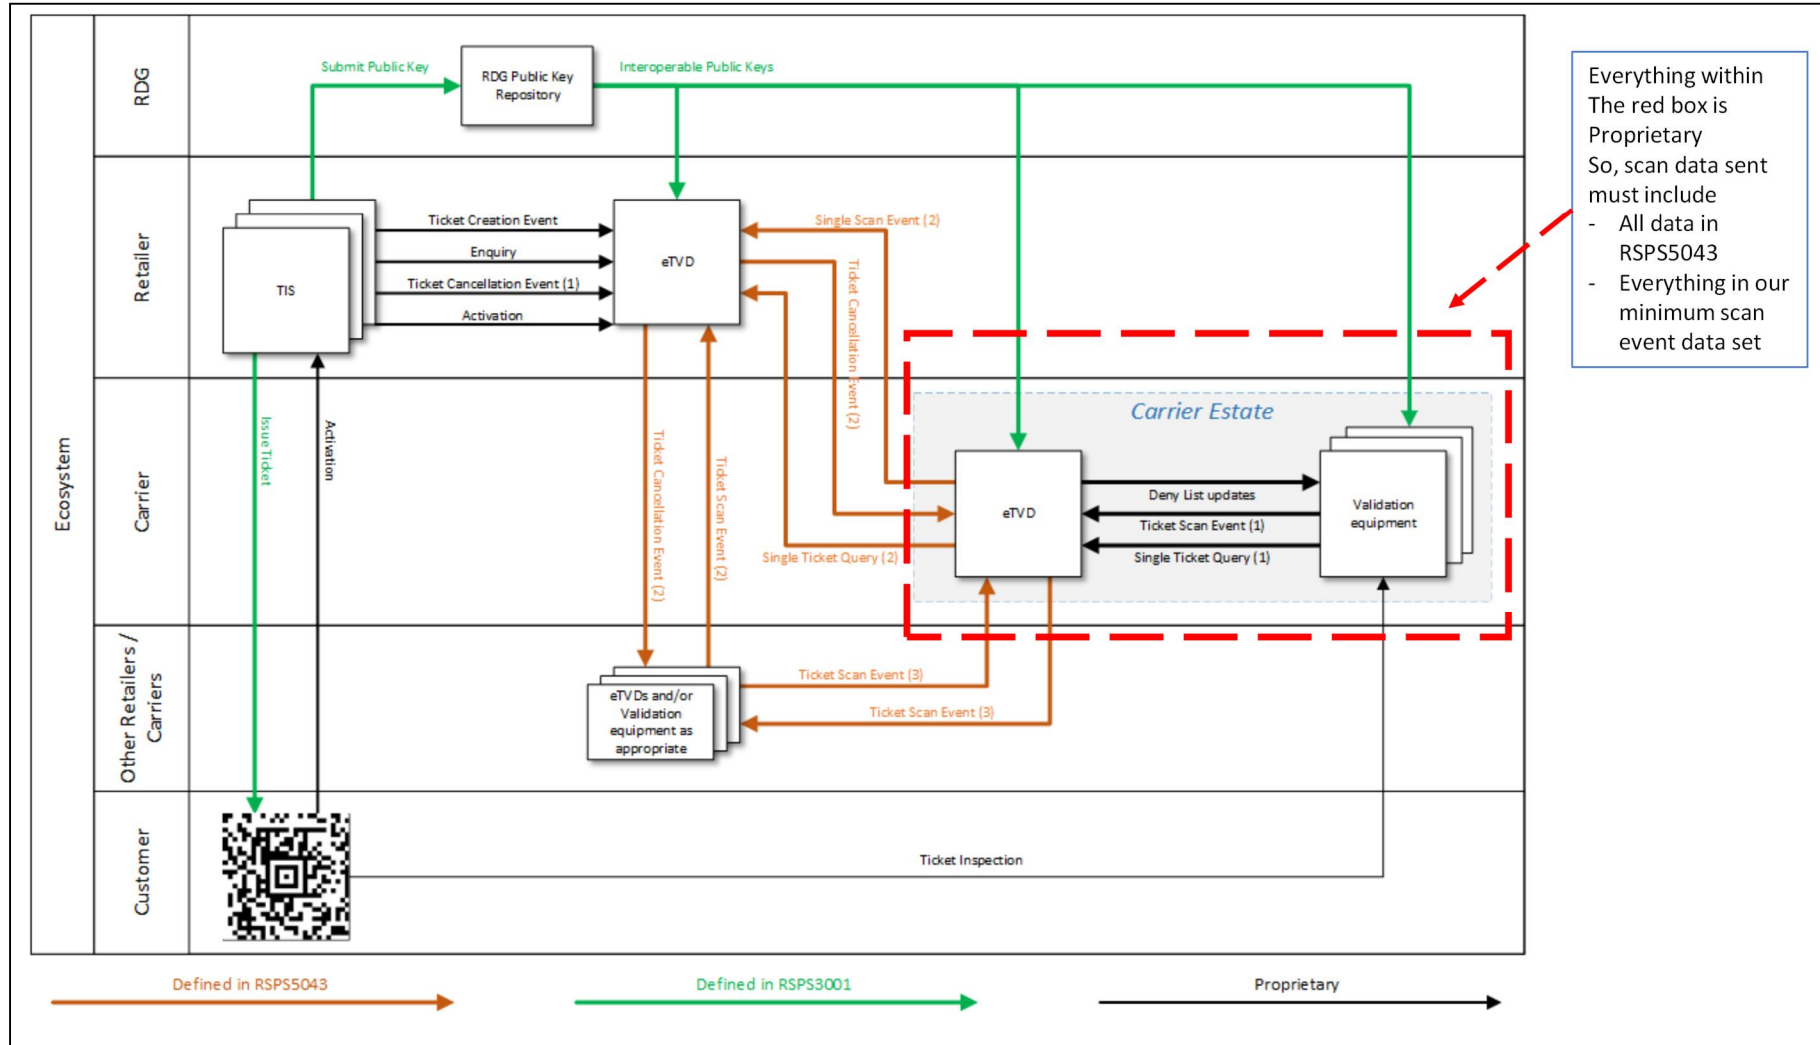 Ecosystem
RDG
Submit Public Key
RDG Public Key
Repository
Interoperable Public Keys
Everything within
The red box is
Proprietary
So, scan data sent
must include
- All data in
RSPS5043
- Everything in our
minimum scan
event data set
Retailer
TIS
Ticket Creation Event
Enquiry
Ticket Cancellation Event (1)
Activation
eTVD
Single Scan Event (2)
Ticket Cancellation Event (2)
Single Ticket Query (2)
Carrier
Issue Ticket
Activation
Ticket Cancellation Event (2)
Ticket Scan Event (2)
Carrier Estate
eTVD
Deny List updates
Ticket Scan Event (1)
Single Ticket Query (1)
Validation
equipment
Other Retailers /
Carriers
eTVDs and/or
Validation
equipment as
appropriate
Ticket Scan Event (3)
Ticket Scan Event (3)
Customer
Ticket Inspection
Defined in RSPS5043
Defined in RSPS3001
Proprietary